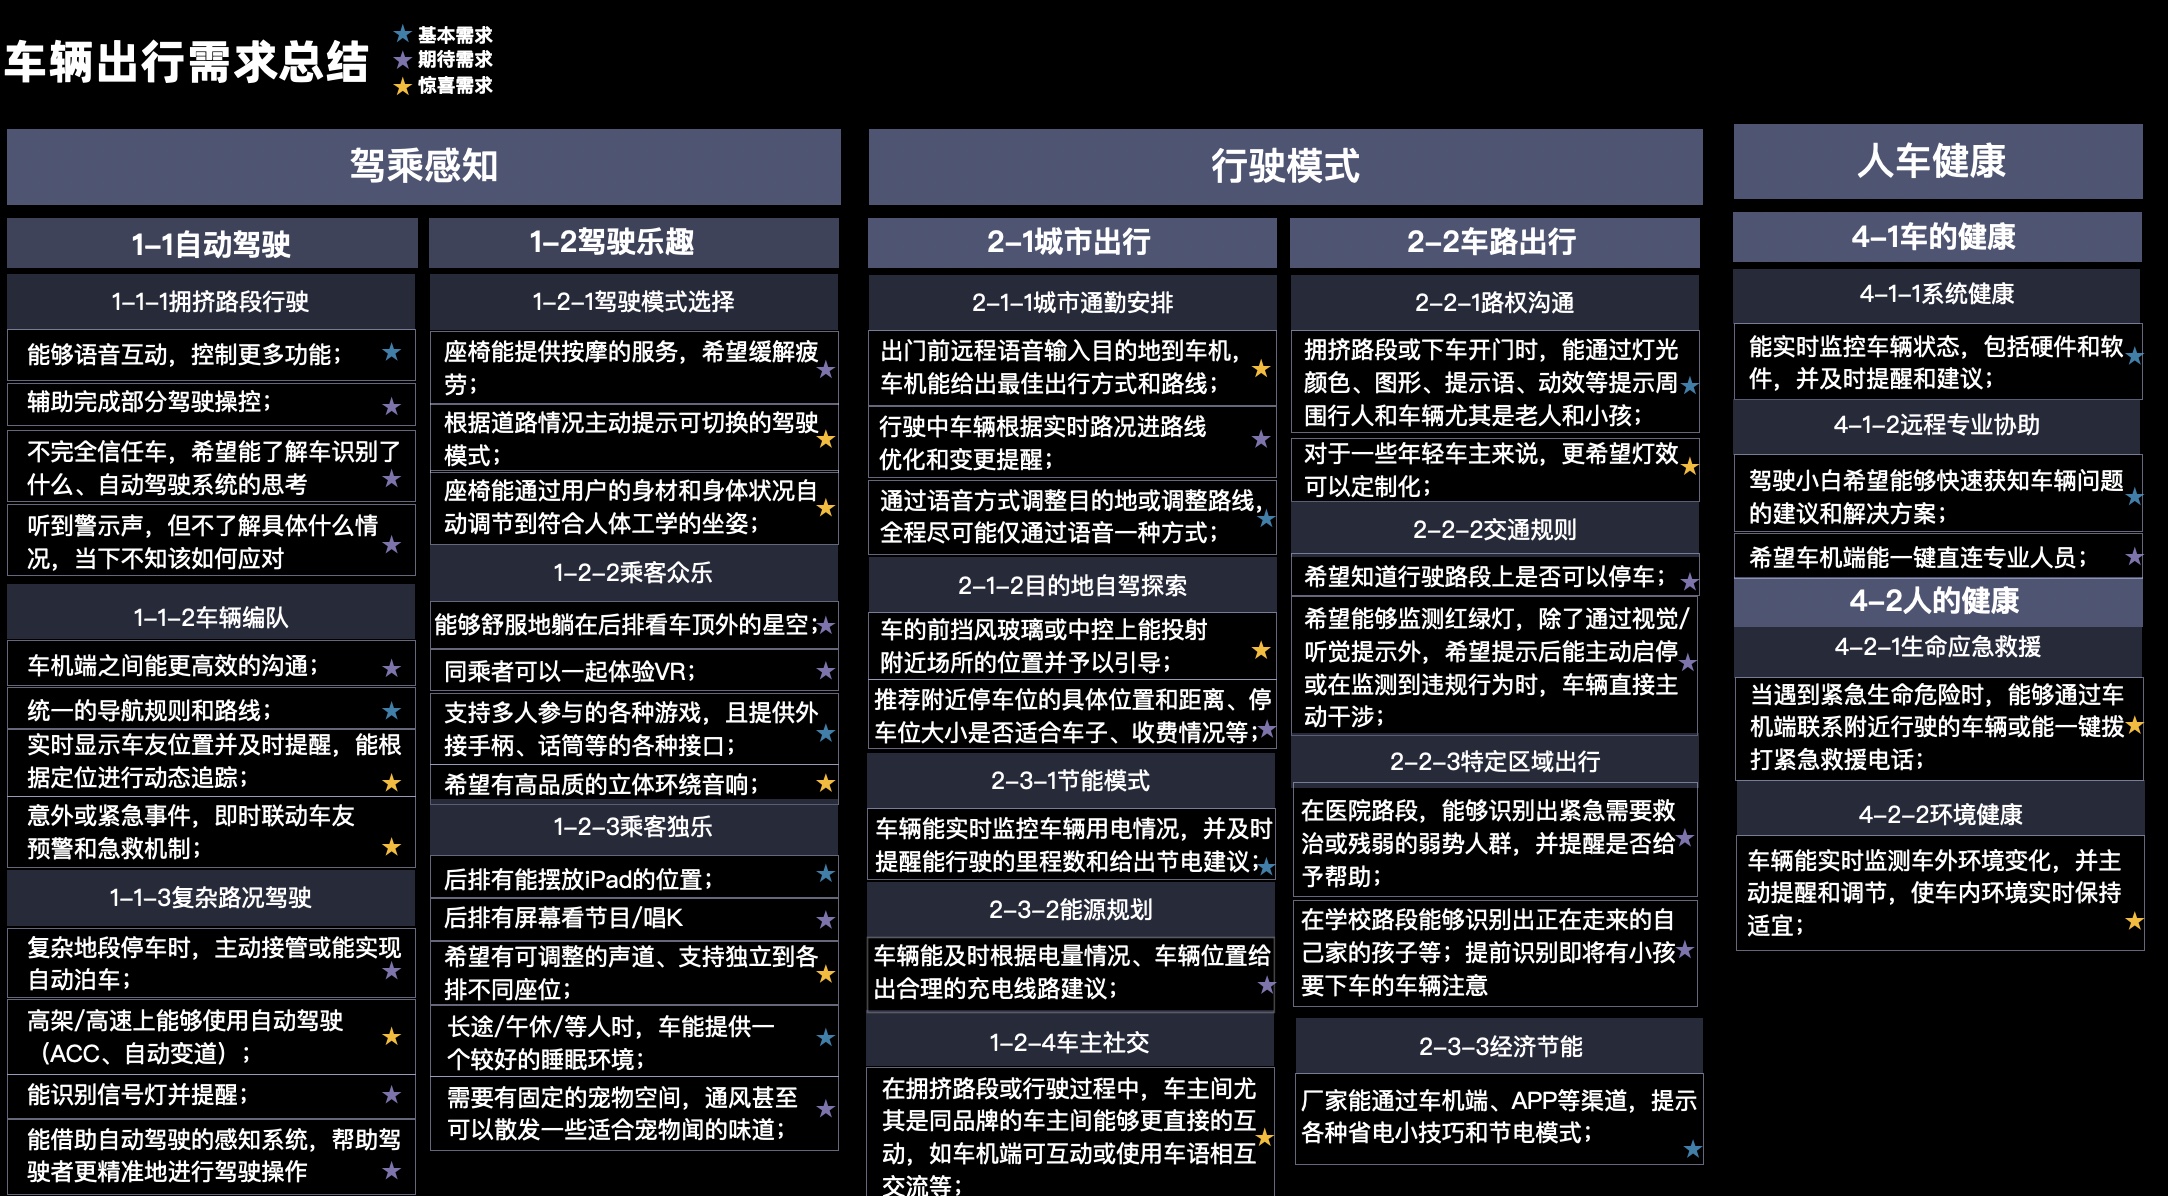 车辆出行需求总结
基本需求
期待需求
惊喜需求
驾乘感知
1-1自动驾驶
1-1-1拥挤路段行驶
能够语音互动，控制更多功能；
辅助完成部分驾驶操控；
不完全信任车，希望能了解车识别了
什么、自动驾驶系统的思考
听到警示声，但不了解具体什么情
况，当下不知该如何应对
1-1-2车辆编队
车机端之间能更高效的沟通；
统一的导航规则和路线；
实时显示车友位置并及时提醒，能根
据定位进行动态追踪；
意外或紧急事件，即时联动车友
预警和急救机制；
1-1-3复杂路况驾驶
复杂地段停车时，主动接管或能实现
自动泊车；
高架/高速上能够使用自动驾驶
（ACC、自动变道）；
能识别信号灯并提醒；
能借助自动驾驶的感知系统，帮助驾
驶者更精准地进行驾驶操作
1-2驾驶乐趣
1-2-1驾驶模式选择
座椅能提供按摩的服务，希望缓解疲
劳；
根据道路情况主动提示可切换的驾驶
模式；
座椅能通过用户的身材和身体状况自
动调节到符合人体工学的坐姿；
1-2-2乘客众乐
能够舒服地躺在后排看车顶外的星空；
同乘者可以一起体验VR；
支持多人参与的各种游戏，且提供外
接手柄、话筒等的各种接口；
希望有高品质的立体环绕音响；
1-2-3乘客独乐
后排有能摆放iPad的位置；
后排有屏幕看节目/唱K
希望有可调整的声道、支持独立到各
排不同座位；
长途/午休/等人时，车能提供一
个较好的睡眠环境；
需要有固定的宠物空间，通风甚至
可以散发一些适合宠物闻的味道；
行驶模式
2-1城市出行
2-1-1城市通勤安排
出门前远程语音输入目的地到车机，
车机能给出最佳出行方式和路线；
行驶中车辆根据实时路况进路线
优化和变更提醒；
通过语音方式调整目的地或调整路线，
全程尽可能仅通过语音一种方式；
2-1-2目的地自驾探索
车的前挡风玻璃或中控上能投射
附近场所的位置并予以引导；
推荐附近停车位的具体位置和距离、停
车位大小是否适合车子、收费情况等；
2-3-1节能模式
车辆能实时监控车辆用电情况，并及时
提醒能行驶的里程数和给出节电建议；
2-3-2能源规划
车辆能及时根据电量情况、车辆位置给
出合理的充电线路建议；
1-2-4车主社交
在拥挤路段或行驶过程中，车主间尤
其是同品牌的车主间能够更直接的互
动，如车机端可互动或使用车语相互
交流等；
2-2车路出行
2-2-1路权沟通
拥挤路段或下车开门时，能通过灯光
颜色、图形、提示语、动效等提示周
围行人和车辆尤其是老人和小孩；
对于一些年轻车主来说，更希望灯效
可以定制化；
2-2-2交通规则
希望知道行驶路段上是否可以停车；
希望能够监测红绿灯，除了通过视觉/
听觉提示外，希望提示后能主动启停
或在监测到违规行为时，车辆直接主
动干涉；
2-2-3特定区域出行
在医院路段，能够识别出紧急需要救
治或残弱的弱势人群，并提醒是否给
予帮助；
在学校路段能够识别出正在走来的自
己家的孩子等；提前识别即将有小孩
要下车的车辆注意
2-3-3经济节能
厂家能通过车机端、APP等渠道，提示
各种省电小技巧和节电模式；
人车健康
4-1车的健康
4-1-1系统健康
能实时监控车辆状态，包括硬件和软
件，并及时提醒和建议；
4-1-2远程专业协助
驾驶小白希望能够快速获知车辆问题
的建议和解决方案；
希望车机端能一键直连专业人员；
4-2人的健康
4-2-1生命应急救援
当遇到紧急生命危险时，能够通过车
机端联系附近行驶的车辆或能一键拨
打紧急救援电话；
4-2-2环境健康
车辆能实时监测车外环境变化，并主
动提醒和调节，使车内环境实时保持
适宜；